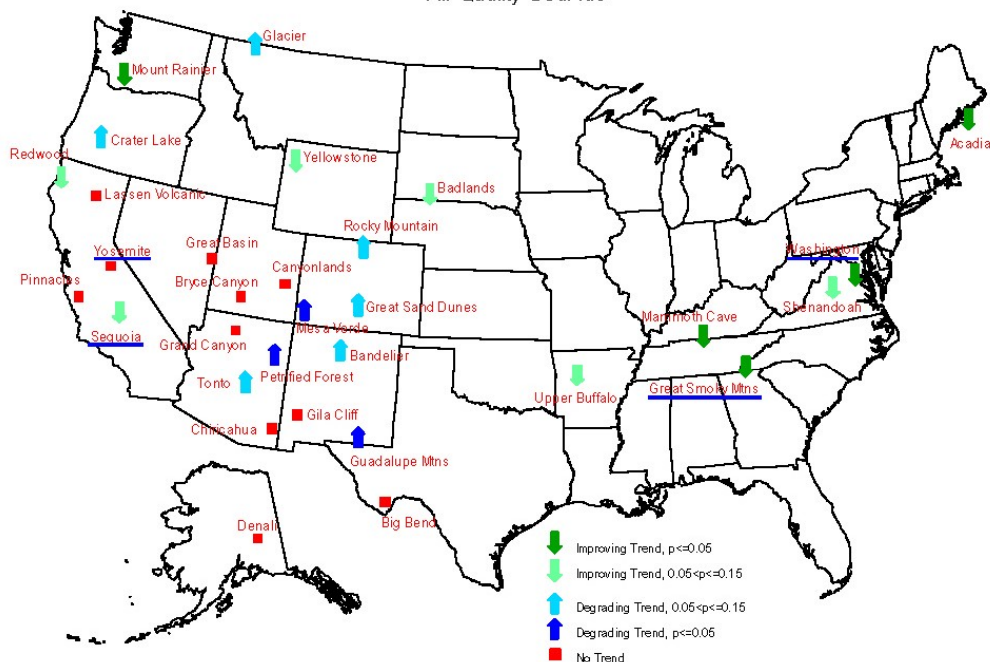 Glacier
Mount Rainier
Crater Lake
Redwood
Yellowstone
Acadia
Lassen Volcanic
Badlands
Rocky Mountain
Great Basin
Yosemite
Washington
Canyonlands
Pinnacles
Bryce Canyon
Great Sand Dunes
Shenandoah
Mammoth Cave
Mesa Verde
Sequoia
Grand Canyon
Bandelier
Petrified Forest
Tonto
Great Smoky Mtns
Upper Buffalo
Gila Cliff
Chiricahua
Guadalupe Mtns
Big Bend
Denali
Improving Trend, p<=0.05
Improving Trend, 0.05<p<=0.15
Degrading Trend, 0.05<p<=0.15
Degrading Trend, p<=0.05
No Trend